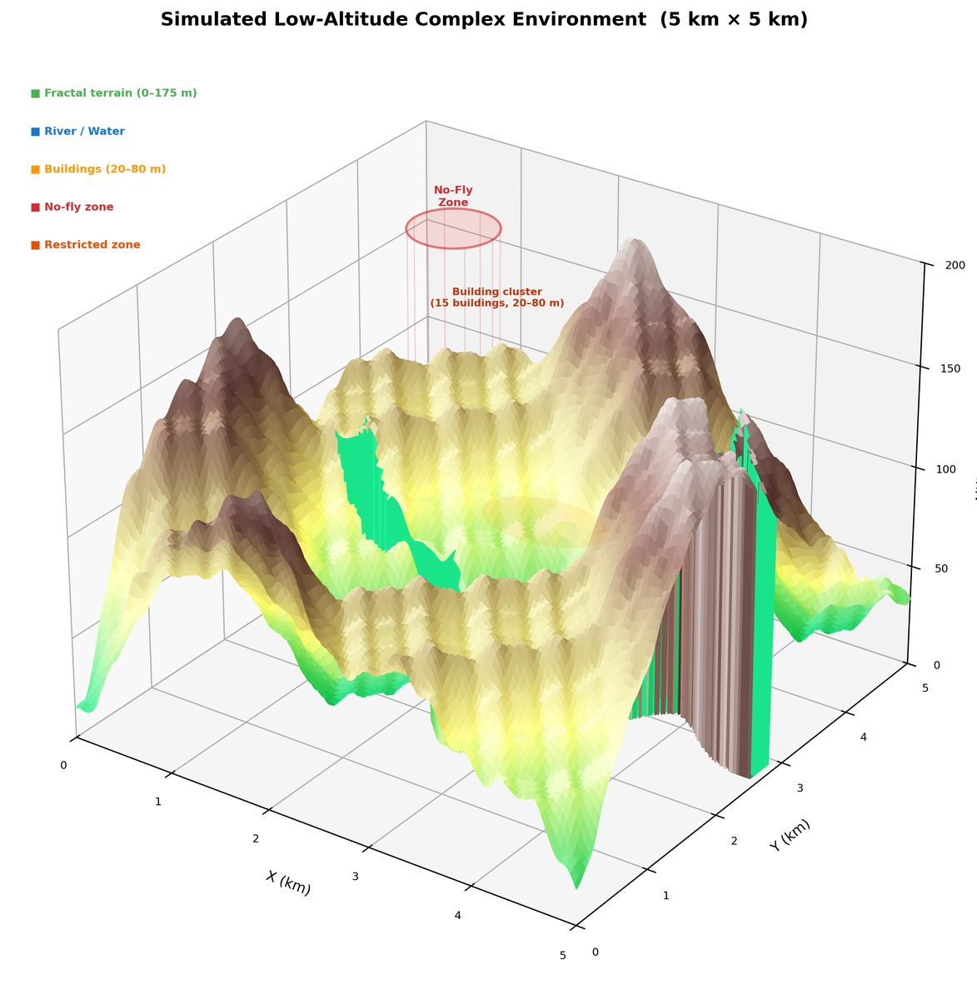 Simulated Low-Altitude Complex Environment (5 km × 5 km)
Fractal terrain (0–175 m)
River / Water
Buildings (20–80 m)
No-fly zone
Restricted zone
No-Fly
Zone
Building cluster
(15 buildings, 20–80 m)
200
150
100
50
0
0
1
2
3
4
5
X (km)
0
1
2
3
4
5
Y (km)